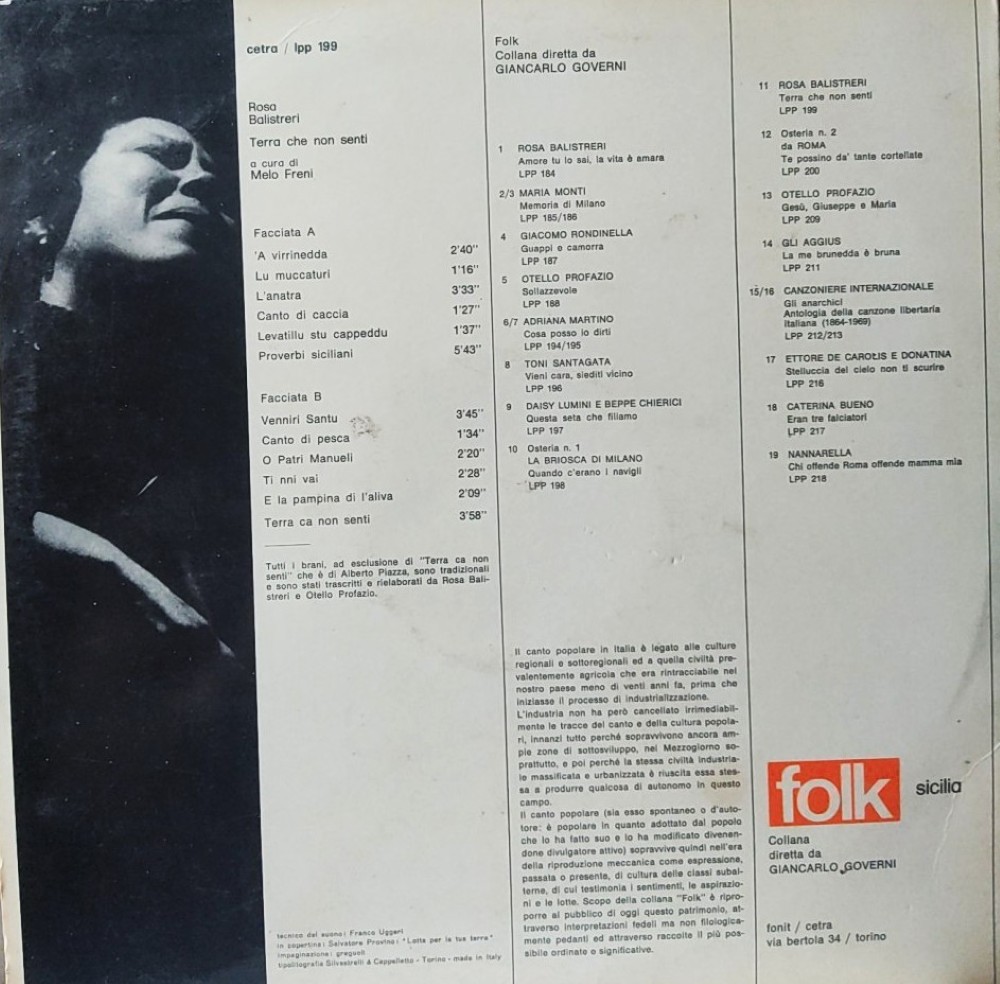 cetra / lpp 199
Rosa
Balistreri
Terra che non senti
a cura di
Melo Freni
Facciata A
'A virrinedda 2'40"
Lu muccaturi 1'16"
L'anatra 3'33"
Canto di caccia 1'27"
Levatillu stu cappeddu 1'37"
Proverbi siciliani 5'43"
Facciata B
Venniri Santu 3'45"
Canto di pesca 1'34"
O Patri Manueli 2'20"
Ti nni vai 2'28"
E la pampina di l'aliva 2'09"
Terra ca non senti 3'58"
Tutti i brani, ad esclusione di "Terra ca non
senti" che è di Alberto Piazza, sono tradizionali
e sono stati trascritti e rielaborati da Rosa Bali-
streri e Otello Profazio.
tecnico del suono: Franco Uggeri
in copertina: Salvatore Provino: "Lotta per la tua terra"
impaginazione: gregaoli
tipolitografia Silvestrelli & Cappelletto - Torino - made in Italy
Folk
Collana diretta da
GIANCARLO GOVERNI
1 ROSA BALISTRERI
Amore tu lo sai, la vita è amara
LPP 184
2/3 MARIA MONTI
Memoria di Milano
LPP 185/186
4 GIACOMO RONDINELLA
Guappi e camorra
LPP 187
5 OTELLO PROFAZIO
Sollazzevole
LPP 188
6/7 ADRIANA MARTINO
Cosa posso io dirti
LPP 194/195
8 TONI SANTAGATA
Vieni cara, siediti vicino
LPP 196
9 DAISY LUMINI E BEPPE CHIERICI
Questa seta che filiamo
LPP 197
10 Osteria n. 1
LA BRIOSCA DI MILANO
Quando c'erano i navigli
LPP 198
Il canto popolare in Italia è legato alle culture
regionali e sottoregionali ed a quella civiltà pre-
valentemente agricola che era rintracciabile nel
nostro paese meno di venti anni fa, prima che
iniziasse il processo di industrializzazione.
L'industria non ha però cancellato irrimediabil-
mente le tracce del canto e della cultura popola-
ri, innanzi tutto perché sopravvivono ancora am-
pie zone di sottosviluppo, nel Mezzogiorno so-
prattutto, e poi perché la stessa civiltà industria-
le massificata e urbanizzata è riuscita essa stes-
sa a produrre qualcosa di autonomo in questo
campo.
Il canto popolare (sia esso spontaneo o d'auto-
tore: è popolare in quanto adottato dal popolo
che lo ha fatto suo e lo ha modificato divenen-
done divulgatore attivo) sopravvive quindi nell'era
della riproduzione meccanica come espressione,
passata o presente, di cultura delle classi subal-
terne, di cui testimonia i sentimenti, le aspirazio-
ni e le lotte. Scopo della collana "Folk" è ripro-
porre al pubblico di oggi questo patrimonio, at-
traverso interpretazioni fedeli ma non filologica-
mente pedanti ed attraverso raccolte il più pos-
sibile ordinate e significative.
11 ROSA BALISTRERI
Terra che non senti
LPP 199
12 Osteria n. 2
da ROMA
Te possino da' tante cortellate
LPP 200
13 OTELLO PROFAZIO
Gesù, Giuseppe e Maria
LPP 209
14 GLI AGGIUS
La me brunedda è bruna
LPP 211
15/16 CANZONIERE INTERNAZIONALE
Gli anarchici
Antologia della canzone libertaria
italiana (1864-1969)
LPP 212/213
17 ETTORE DE CAROLIS E DONATINA
Stelluccia del cielo non ti scurire
LPP 216
18 CATERINA BUENO
Eran tre falciatori
LPP 217
19 NANNARELLA
Chi offende Roma offende mamma mia
LPP 218
folk sicilia
Collana
diretta da
GIANCARLO GOVERNI
fonit / cetra
via bertola 34 / torino